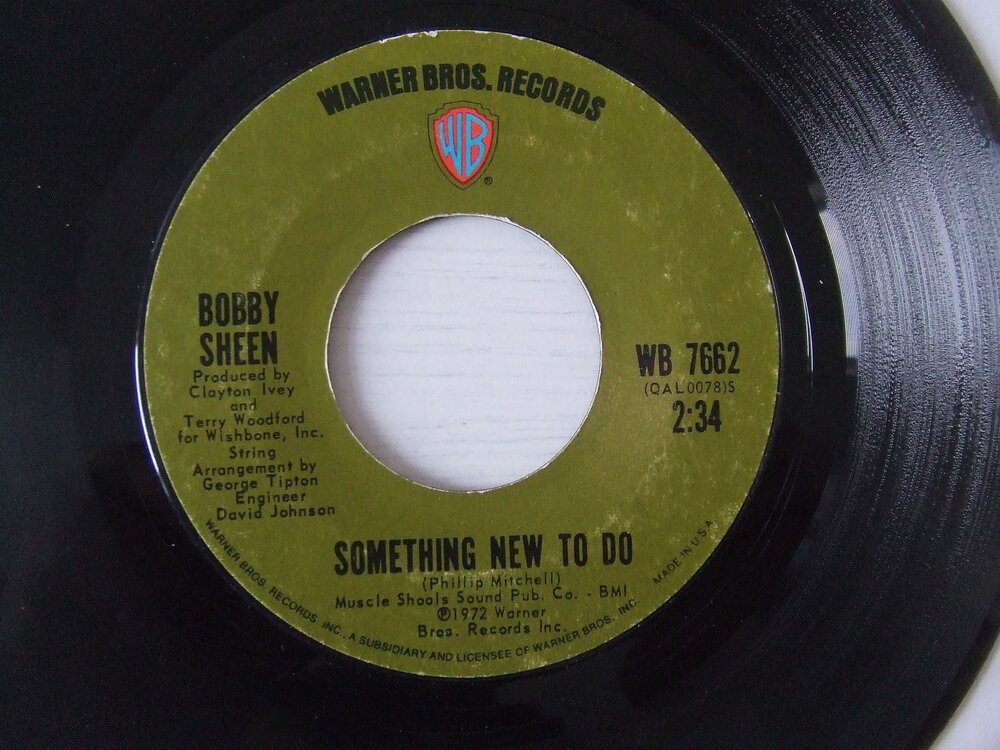 WARNER BROS. RECORDS
WB
®
BOBBY
SHEEN
Produced by
Clayton Ivey
and
Terry Woodford
for Wishbone, Inc.
String
Arrangement by
George Tipton
Engineer
David Johnson
WB 7662
(QAL0078)S
2:34
SOMETHING NEW TO DO
(Phillip Mitchell)
Muscle Shoals Sound Pub. Co. - BMI
℗1972 Warner
Bros. Records Inc.
WARNER BROS. RECORDS INC., A SUBSIDIARY AND LICENSEE OF WARNER BROS. INC.
MADE IN U.S.A.